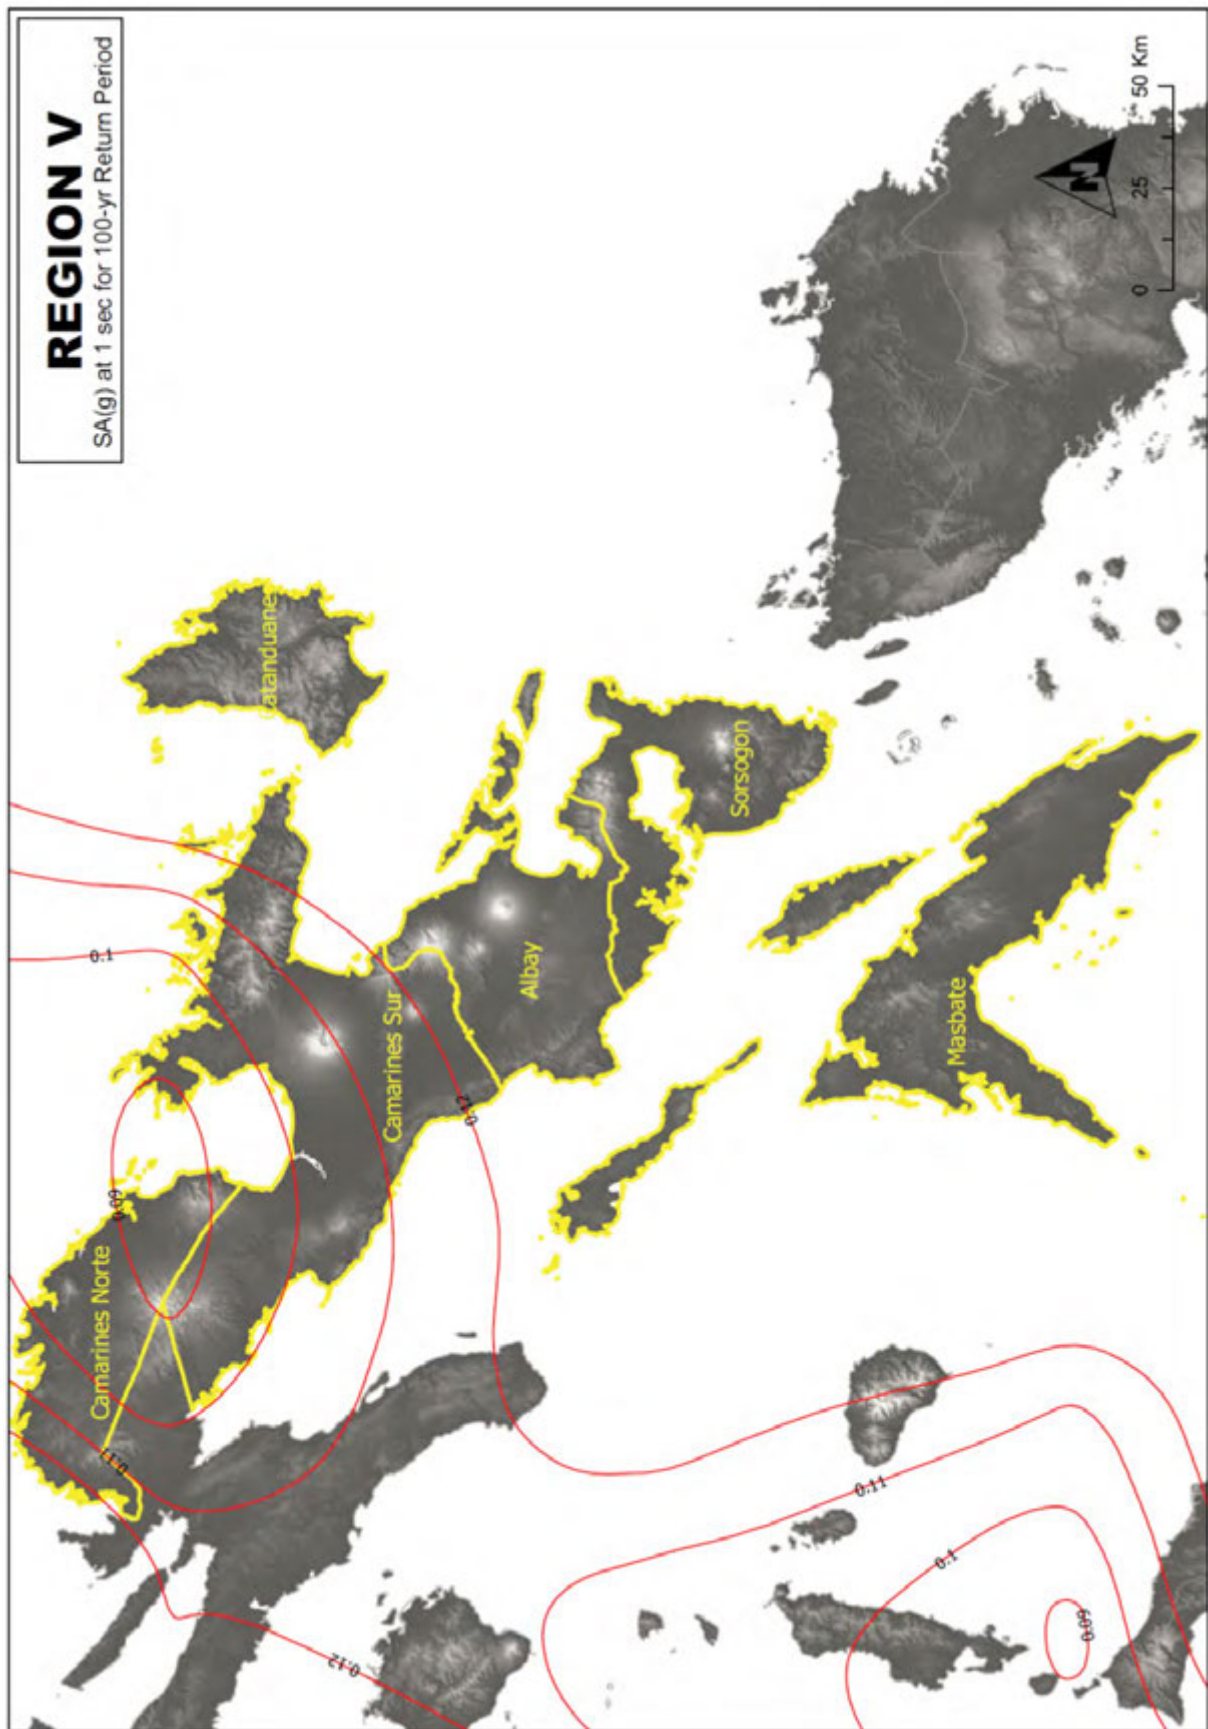 REGION V
SA(g) at 1 sec for 100-yr Return Period
Catanduanes
0.1
0.09
Camarines Norte
0.11
Camarines Sur
0.12
Albay
Sorsogon
Masbate
0.12
0.11
0.1
0.09
N
0 25 50 Km